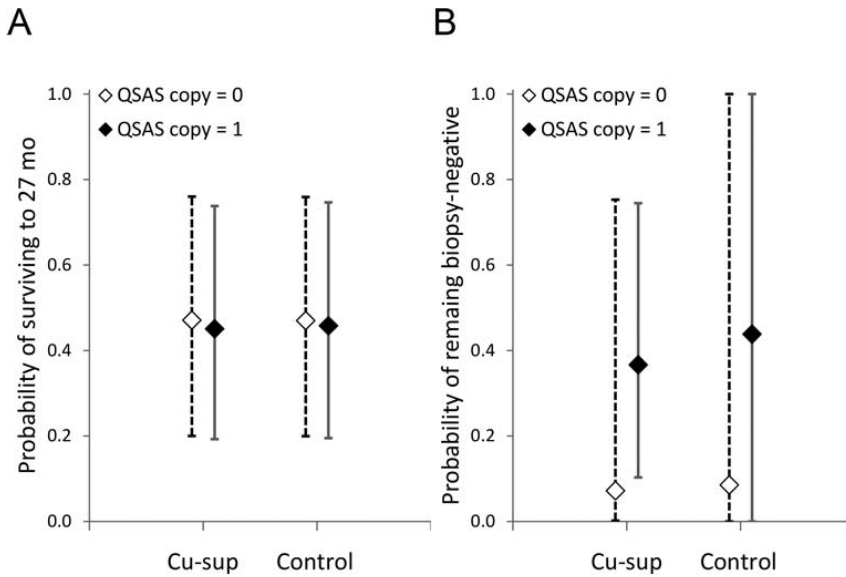 A
Probability of surviving to 27 mo
1.0
0.8
0.6
0.4
0.2
0.0
QSAS copy = 0
QSAS copy = 1
Cu-sup Control
B
Probability of remaing biopsy-negative
1.0
0.8
0.6
0.4
0.2
0.0
QSAS copy = 0
QSAS copy = 1
Cu-sup Control